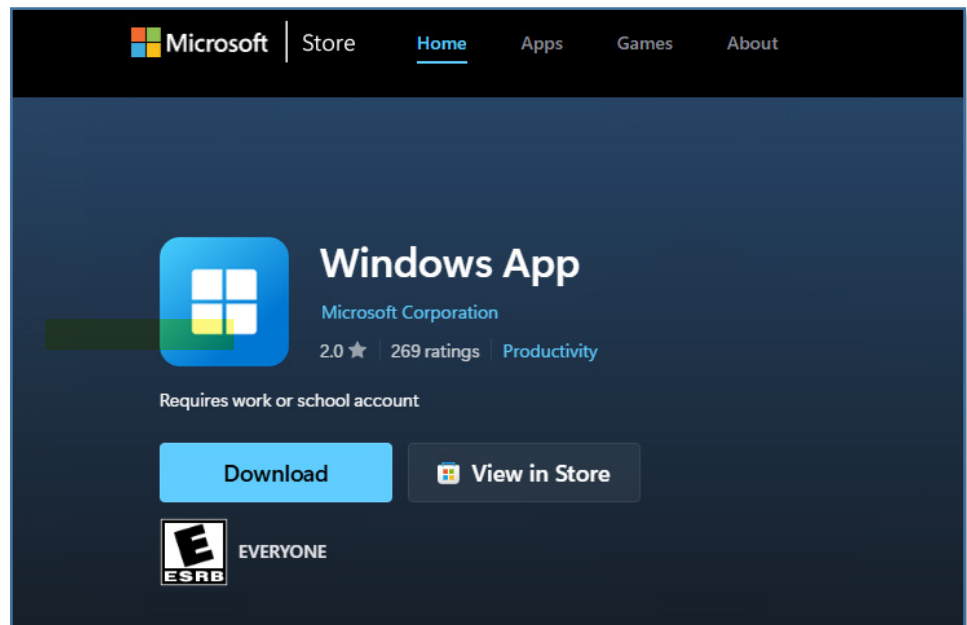 Microsoft Store Home Apps Games About
Windows App
Microsoft Corporation
2.0 ★ 269 ratings Productivity
Requires work or school account
Download View in Store
E
ESRB
EVERYONE